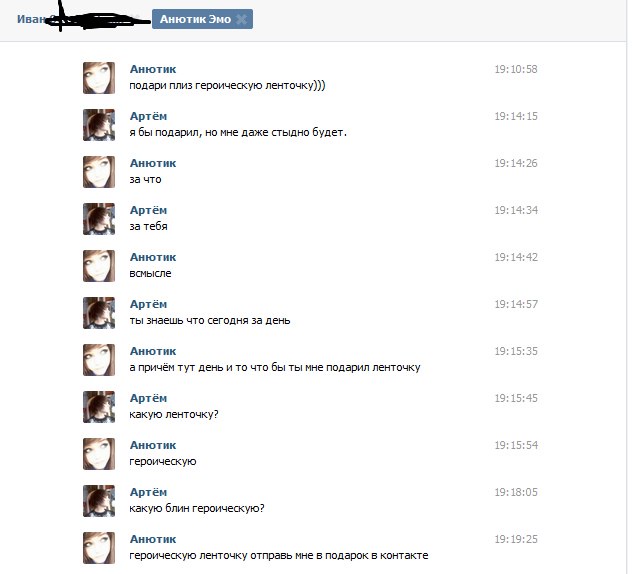 Иван
Анютик Эмо
Анютик 19:10:58
подари плиз героическую ленточку)))
Артём 19:14:15
я бы подарил, но мне даже стыдно будет.
Анютик 19:14:26
за что
Артём 19:14:34
за тебя
Анютик 19:14:42
всмысле
Артём 19:14:57
ты знаешь что сегодня за день
Анютик 19:15:35
а причём тут день и то что бы ты мне подарил ленточку
Артём 19:15:45
какую ленточку?
Анютик 19:15:54
героическую
Артём 19:18:05
какую блин героическую?
Анютик 19:19:25
героическую ленточку отправь мне в подарок в контакте